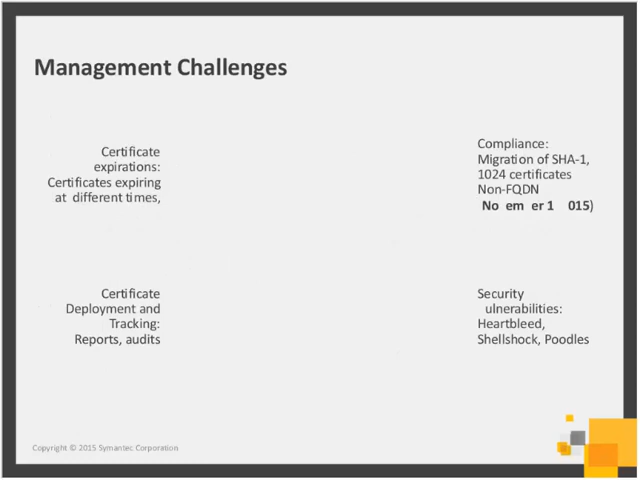 Management Challenges
Certificate
expirations:
Certificates expiring
at different times,
Compliance:
Migration of SHA-1,
1024 certificates
Non-FQDN
No em er 1 015)
Certificate
Deployment and
Tracking:
Reports, audits
Security
ulnerabilities:
Heartbleed,
Shellshock, Poodles
Copyright © 2015 Symantec Corporation